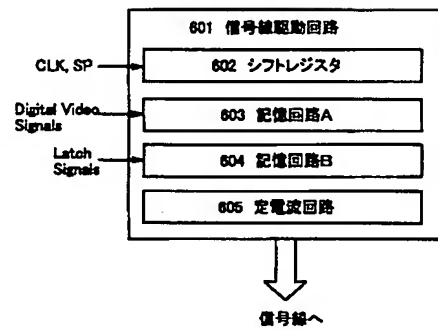 601 信号線駆動回路
CLK, SP
602 シフトレジスタ
Digital Video
Signals
603 記憶回路A
Latch
Signals
604 記憶回路B
605 定電波回路
信号線へ